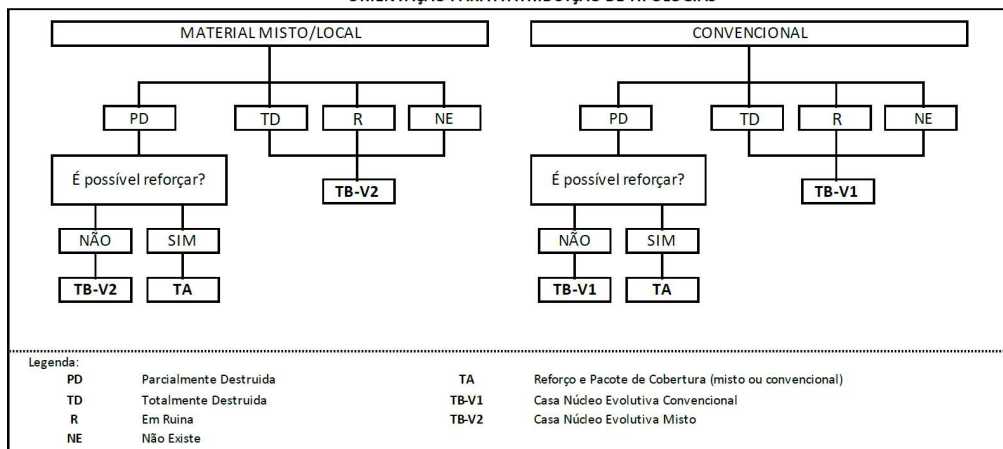 MATERIAL MISTO/LOCAL
CONVENCIONAL
PD
TD
R
NE
PD
TD
R
NE
É possível reforçar?
TB-V2
É possível reforçar?
TB-V1
NÃO
SIM
NÃO
SIM
TB-V2
TA
TB-V1
TA
Legenda:
PD Parcialmente Destruida
TD Totalmente Destruida
R Em Ruina
NE Não Existe
TA Reforço e Pacote de Cobertura (misto ou convencional)
TB-V1 Casa Núcleo Evolutiva Convencional
TB-V2 Casa Núcleo Evolutiva Misto